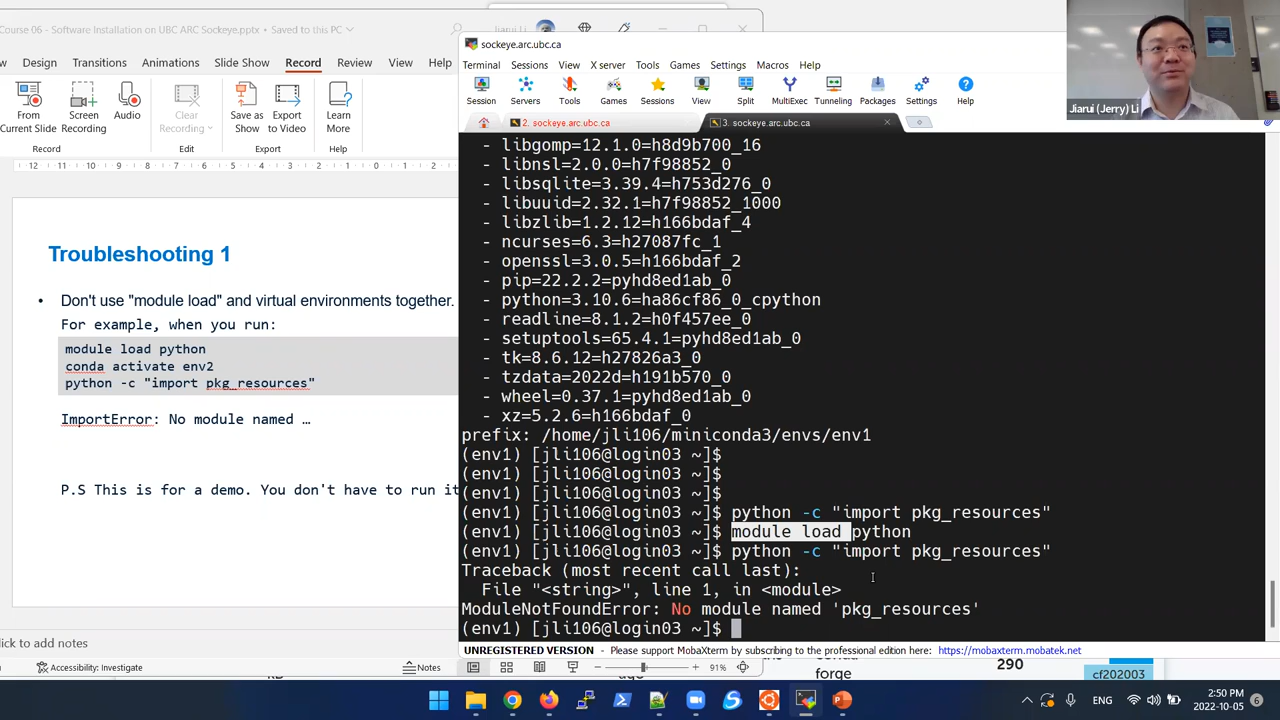 Course 06 - Software Installation on UBC ARC Sockeye.pptx • Saved to this PC
Design
Transitions
Animations
Slide Show
Record
Review
View
Help
From Current Slide
Screen Recording
Audio
Clear Recording
Save as Show
Export to Video
Learn More
Record
Edit
Export
Help
Troubleshooting 1
• Don't use "module load" and virtual environments together.
For example, when you run:
module load python
conda activate env2
python -c "import pkg_resources"
ImportError: No module named …
P.S This is for a demo. You don't have to run it
lick to add notes
Accessibility: Investigate
Notes
91%
sockeye.arc.ubc.ca
Terminal Sessions View X server Tools Games Settings Macros Help
Session Servers Tools Games Sessions View Split MultiExec Tunneling Packages Settings Help
2. sockeye.arc.ubc.ca
3. sockeye.arc.ubc.ca
- libgomp=12.1.0=h8d9b700_16
- libnsl=2.0.0=h7f98852_0
- libsqlite=3.39.4=h753d276_0
- libuuid=2.32.1=h7f98852_1000
- libzlib=1.2.12=h166bdaf_4
- ncurses=6.3=h27087fc_1
- openssl=3.0.5=h166bdaf_2
- pip=22.2.2=pyhd8ed1ab_0
- python=3.10.6=ha86cf86_0_cpython
- readline=8.1.2=h0f457ee_0
- setuptools=65.4.1=pyhd8ed1ab_0
- tk=8.6.12=h27826a3_0
- tzdata=2022d=h191b570_0
- wheel=0.37.1=pyhd8ed1ab_0
- xz=5.2.6=h166bdaf_0
prefix: /home/jli106/miniconda3/envs/env1
(env1) [jli106@login03 ~]$
(env1) [jli106@login03 ~]$
(env1) [jli106@login03 ~]$
(env1) [jli106@login03 ~]$ python -c "import pkg_resources"
(env1) [jli106@login03 ~]$ module load python
(env1) [jli106@login03 ~]$ python -c "import pkg_resources"
Traceback (most recent call last):
File "<string>", line 1, in <module>
ModuleNotFoundError: No module named 'pkg_resources'
(env1) [jli106@login03 ~]$
UNREGISTERED VERSION - Please support MobaXterm by subscribing to the professional edition here: https://mobaxterm.mobatek.net
Jiarui (Jerry) Li
forge
290
cf202003
ENG
2:50 PM
2022-10-05
6